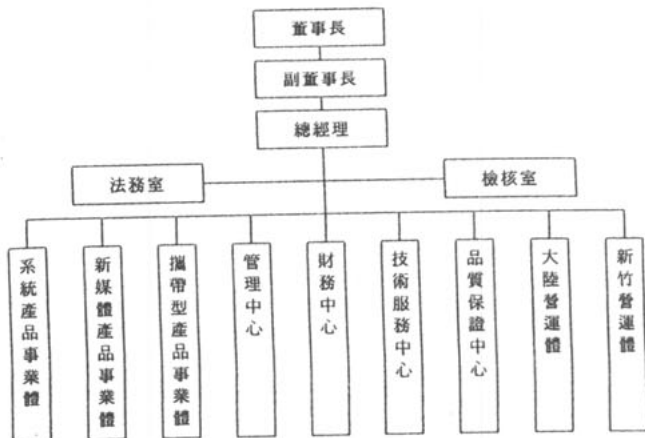 董事長
副董事長
總經理
法務室
檢核室
系統產品事業體
新媒體產品事業體
攜帶型產品事業體
管理中心
財務中心
技術服務中心
品質保證中心
大陸營運體
新竹營運體